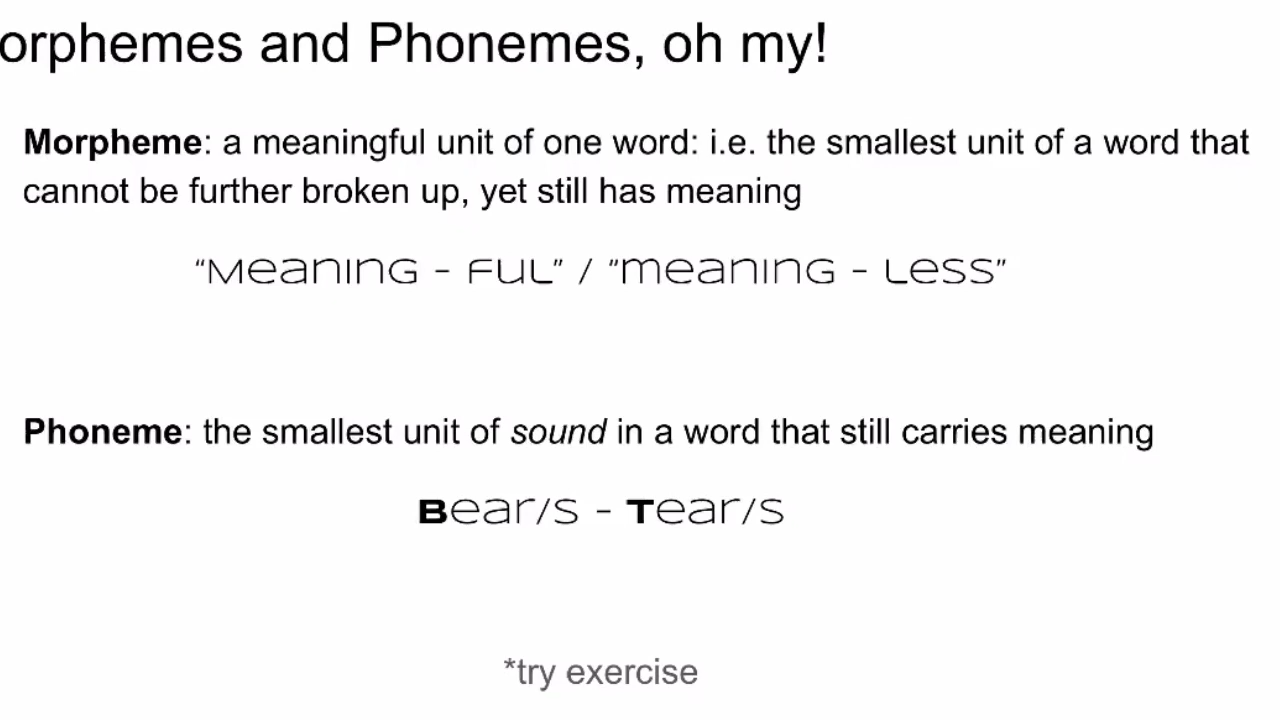 orphemes and Phonemes, oh my!
Morpheme: a meaningful unit of one word: i.e. the smallest unit of a word that
cannot be further broken up, yet still has meaning
“Meaning - ful” / ”meaning - less”
Phoneme: the smallest unit of sound in a word that still carries meaning
Bear/s - Tear/s
*try exercise